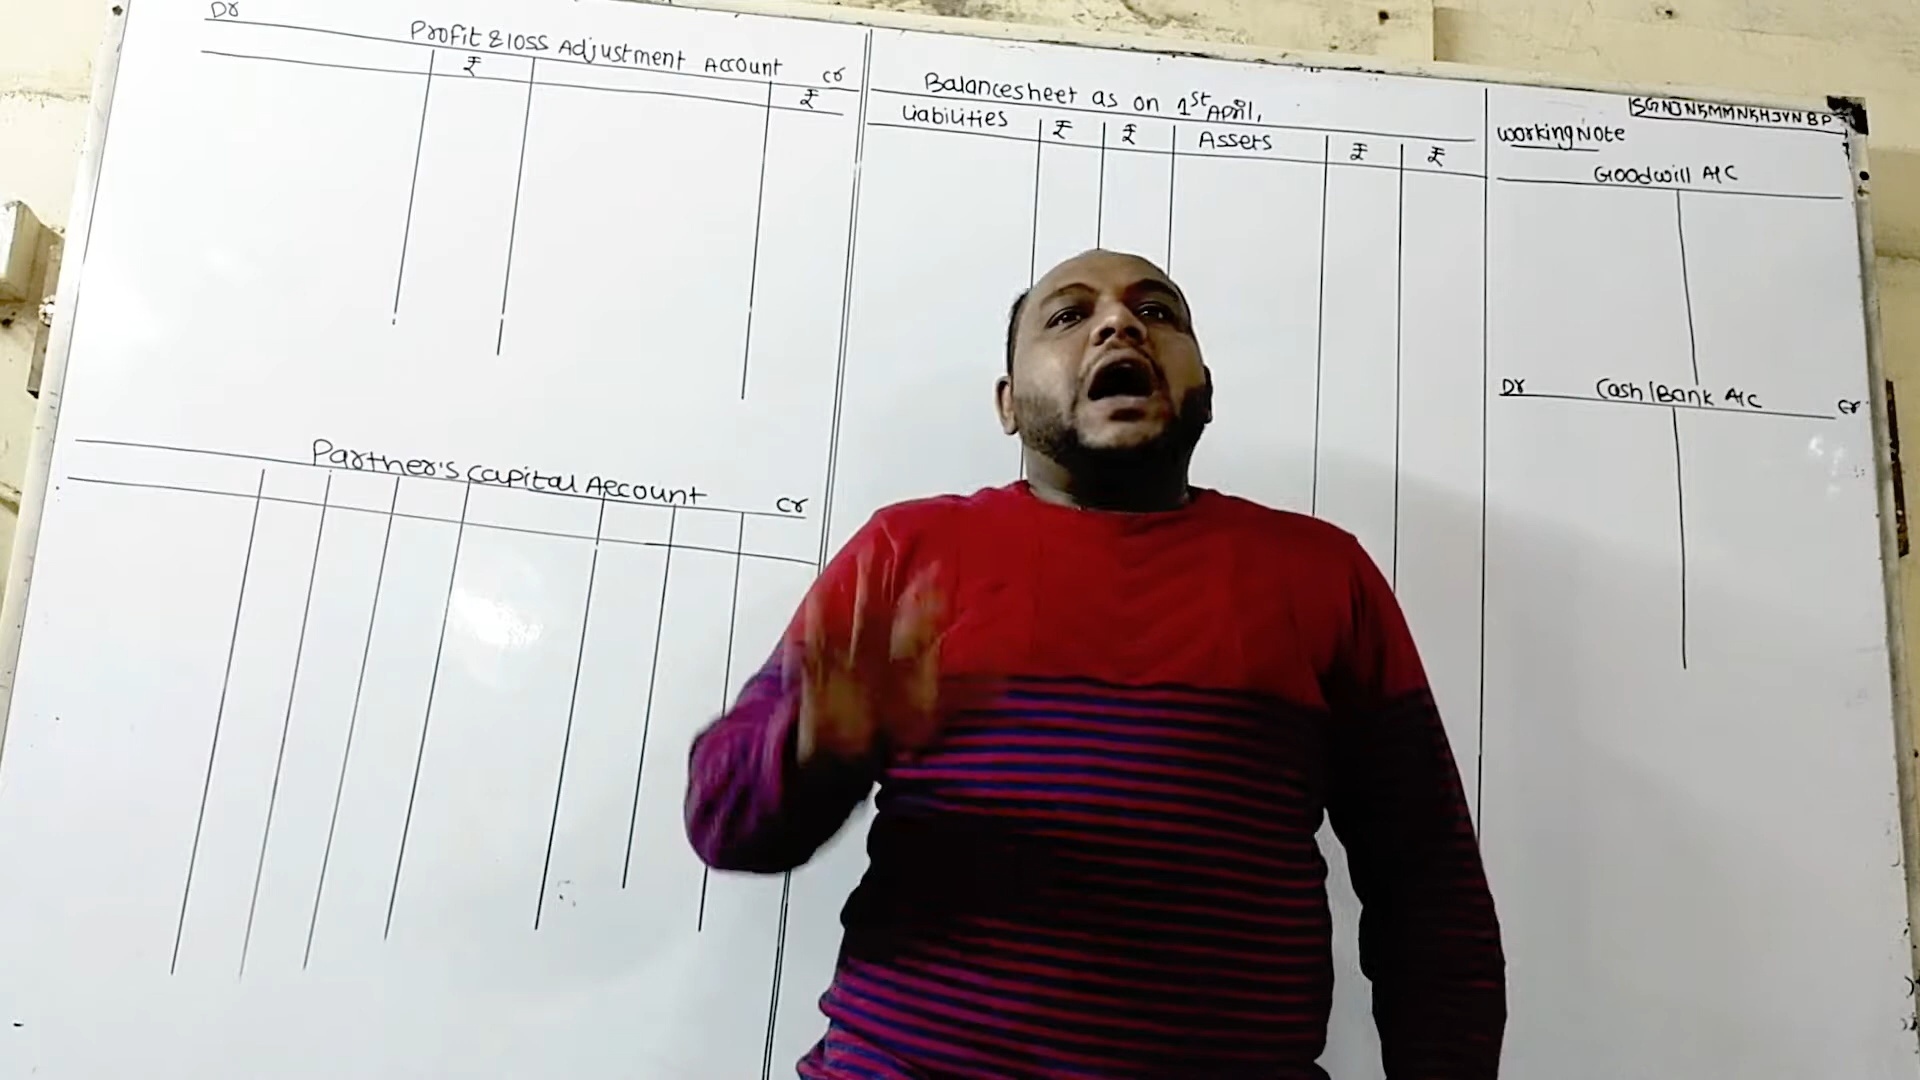 Dr
Profit & loss Adjustment Account Cr
₹ ₹
Partner's Capital Account Cr
Balancesheet as on 1st April,
Liabilities ₹ ₹ Assets ₹ ₹
Working Note
Goodwill A/C
Dr Cash/Bank A/C Cr